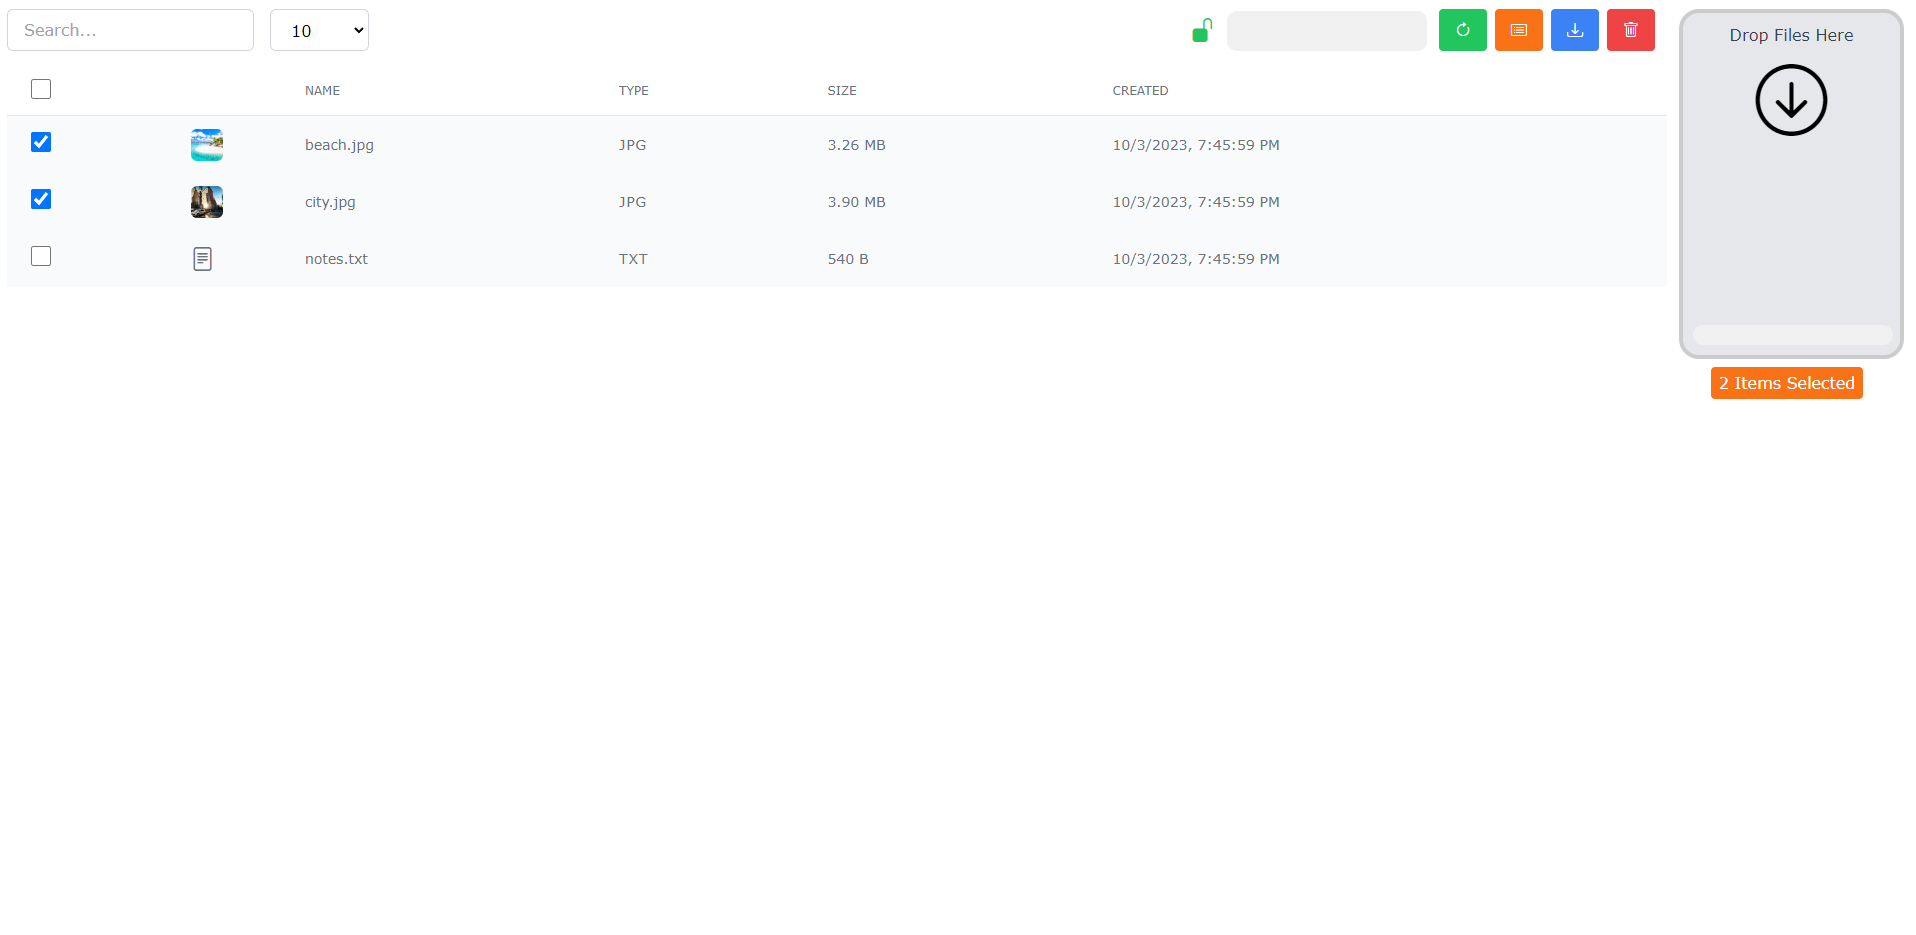 Search...
10
Drop Files Here
NAME TYPE SIZE CREATED
beach.jpg JPG 3.26 MB 10/3/2023, 7:45:59 PM
city.jpg JPG 3.90 MB 10/3/2023, 7:45:59 PM
notes.txt TXT 540 B 10/3/2023, 7:45:59 PM
2 Items Selected